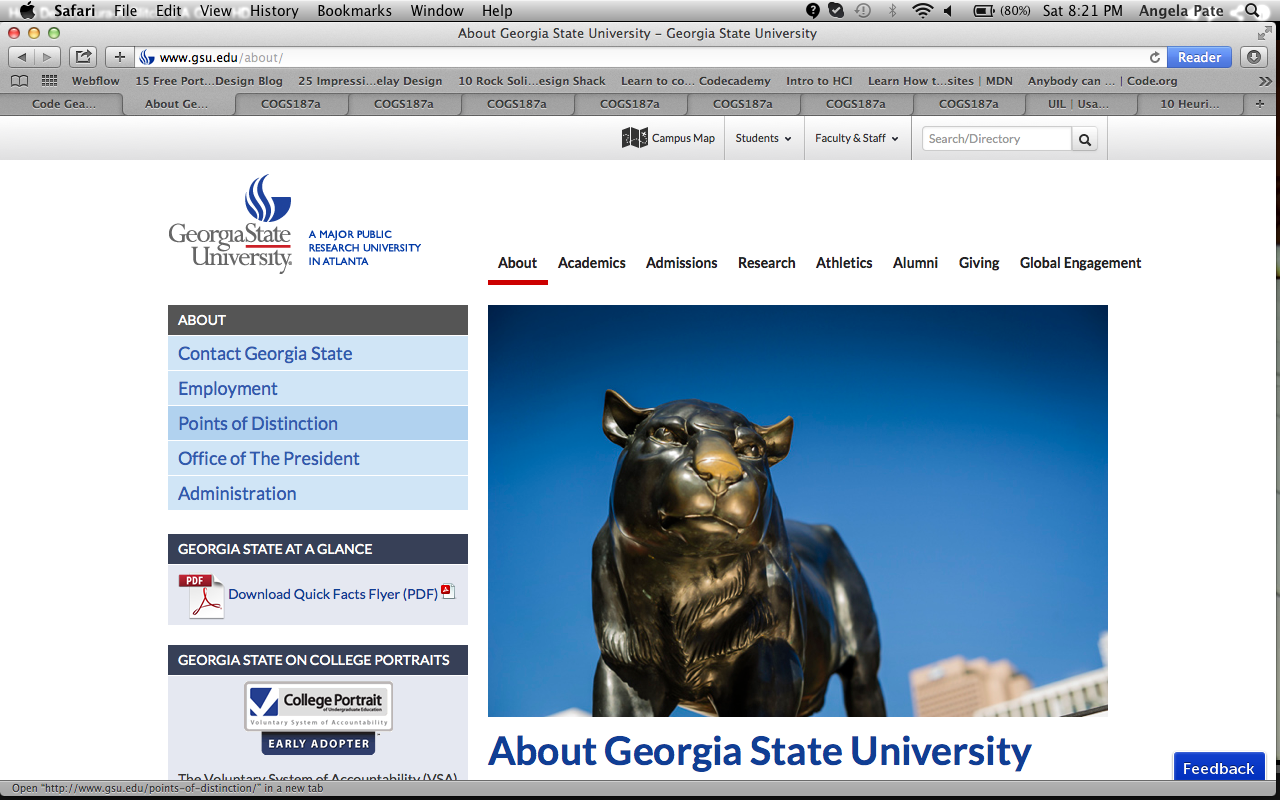 Safari File Edit View History Bookmarks Window Help (80%) Sat 8:21 PM Angela Pate
About Georgia State University – Georgia State University
www.gsu.edu/about/ Reader
Webflow 15 Free Port...Design Blog 25 Impressi...elay Design 10 Rock Soli...esign Shack Learn to co... Codecademy Intro to HCI Learn How t...sites | MDN Anybody can ... | Code.org
Code Gea... About Ge... COGS187a COGS187a COGS187a COGS187a COGS187a COGS187a COGS187a UIL | Usa... 10 Heuri...
Campus Map Students Faculty & Staff Search/Directory
GeorgiaState
University
A MAJOR PUBLIC
RESEARCH UNIVERSITY
IN ATLANTA
About Academics Admissions Research Athletics Alumni Giving Global Engagement
ABOUT
Contact Georgia State
Employment
Points of Distinction
Office of The President
Administration
GEORGIA STATE AT A GLANCE
PDF
Download Quick Facts Flyer (PDF)
GEORGIA STATE ON COLLEGE PORTRAITS
College Portrait
of Undergraduate Education
Voluntary System of Accountability
EARLY ADOPTER
The Voluntary System of Accountability (VSA)
About Georgia State University
Feedback
Open "http://www.gsu.edu/points-of-distinction/" in a new tab